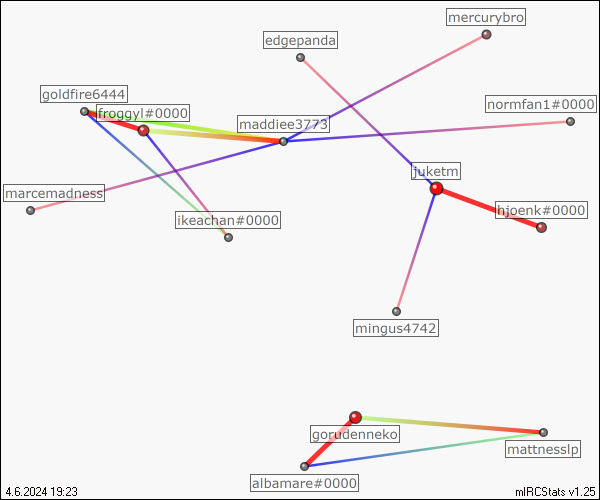 mercurybro
edgepanda
goldfire6444
normfan1#0000
froggyl#0000
maddiee3773
juketm
marcemadness
hjoenk#0000
ikeachan#0000
mingus4742
gorudenneko
mattnesslp
albamare#0000
4.6.2024 19:23
mIRCStats v1.25